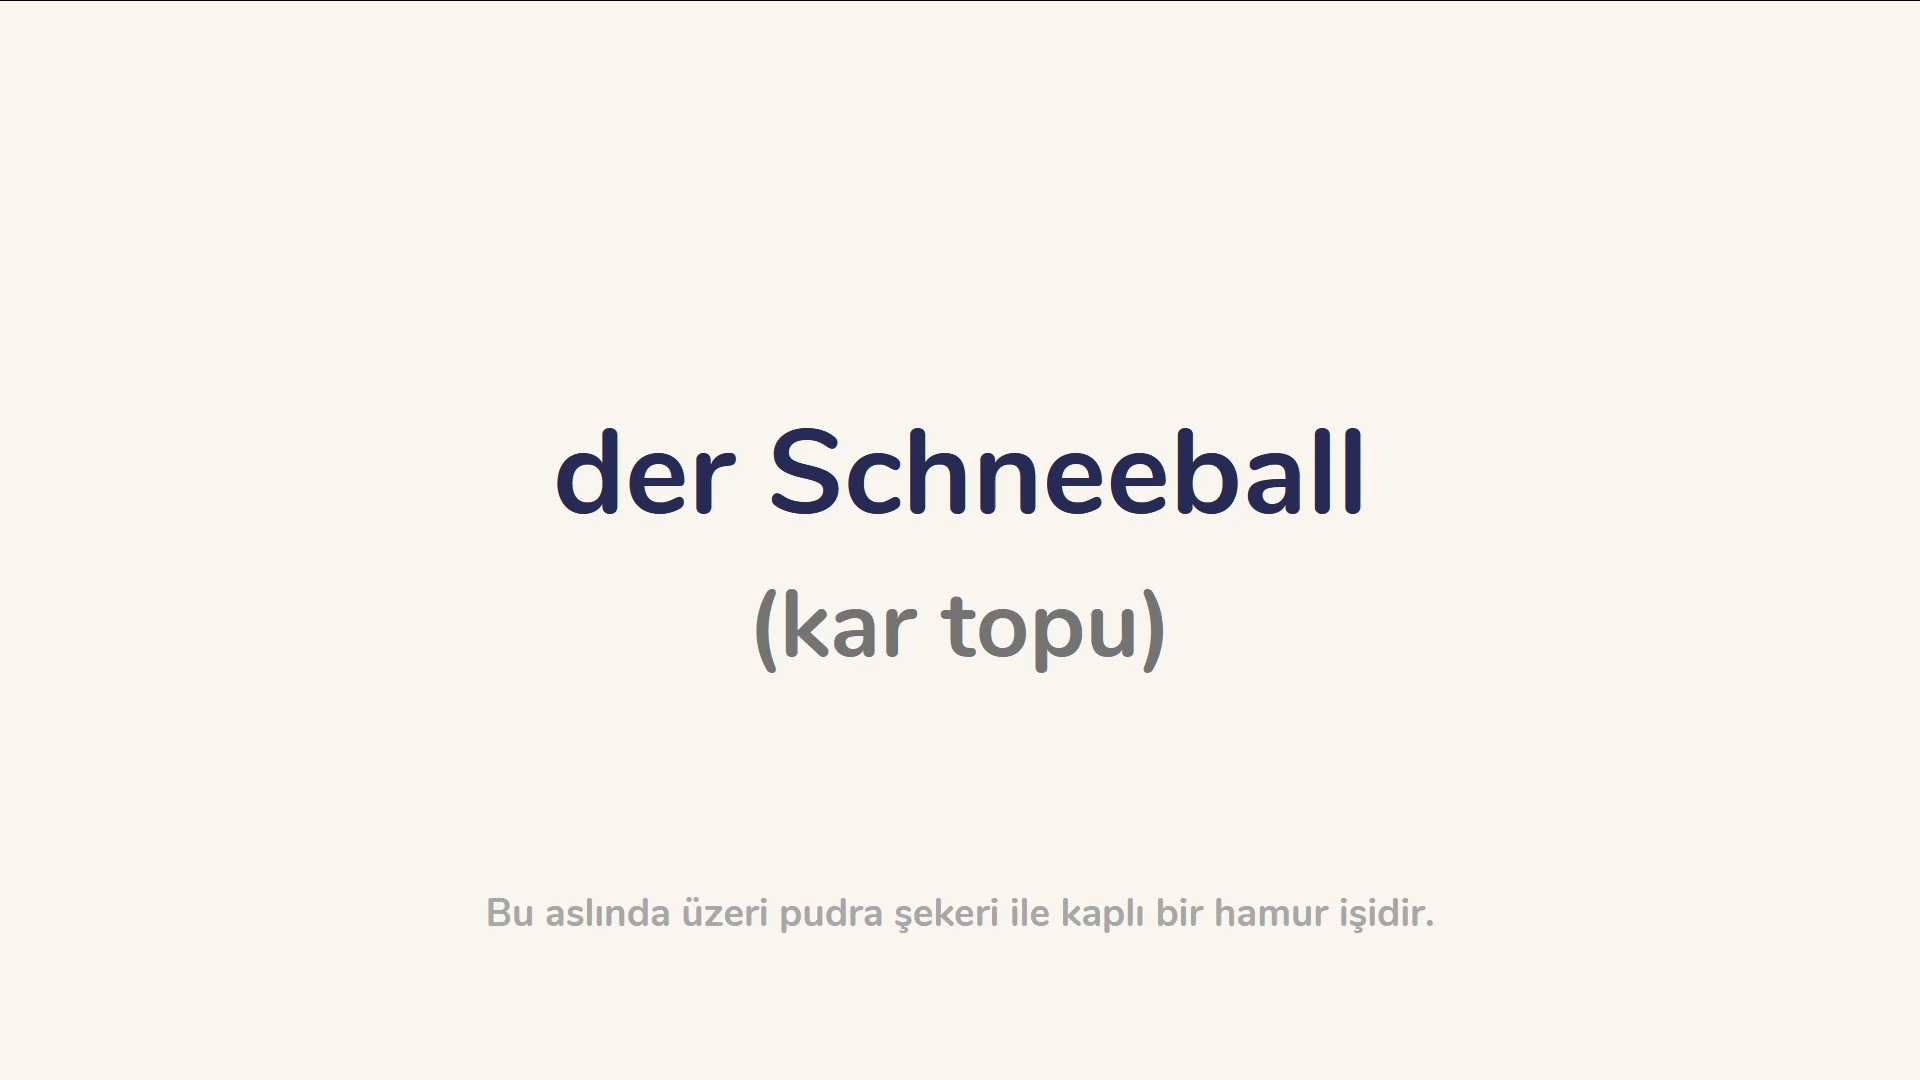 der Schneeball
(kar topu)
Bu aslında üzeri pudra şekeri ile kaplı bir hamur işidir.